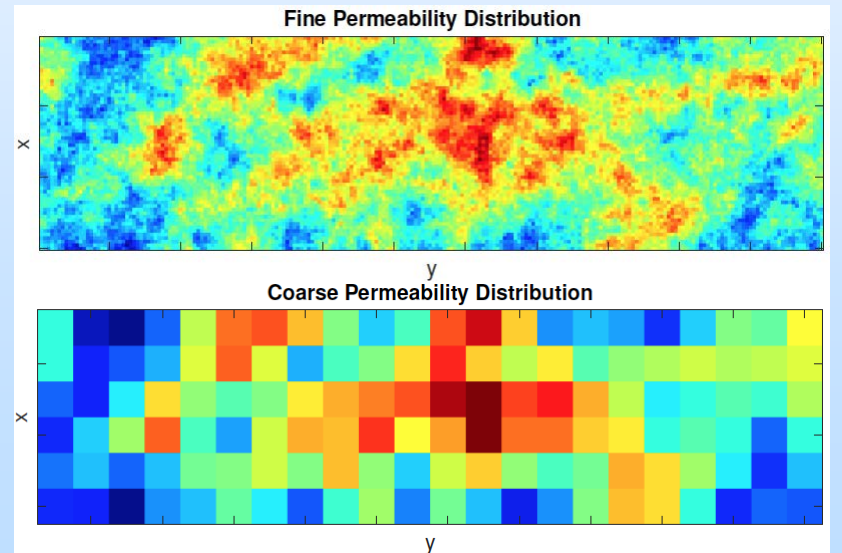 Fine Permeability Distribution
x
y
Coarse Permeability Distribution
x
y